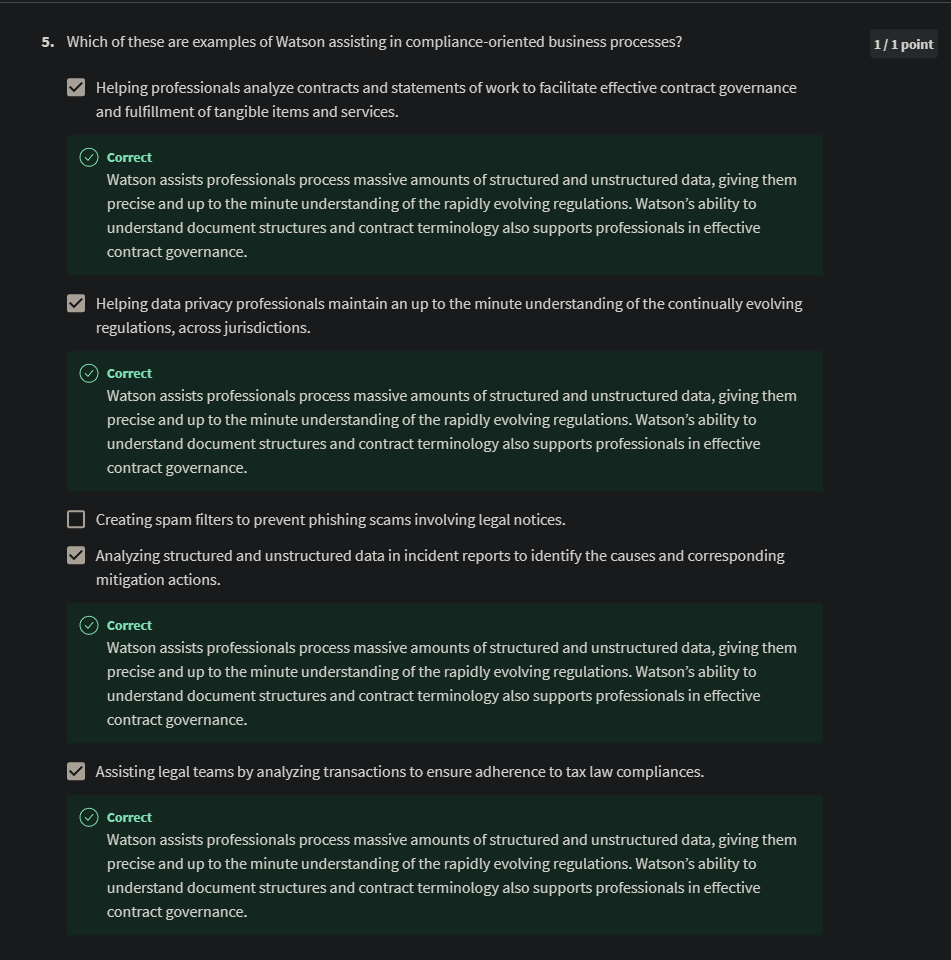 5. Which of these are examples of Watson assisting in compliance-oriented business processes?
1 / 1 point
Helping professionals analyze contracts and statements of work to facilitate effective contract governance
and fulfillment of tangible items and services.
Correct
Watson assists professionals process massive amounts of structured and unstructured data, giving them
precise and up to the minute understanding of the rapidly evolving regulations. Watson’s ability to
understand document structures and contract terminology also supports professionals in effective
contract governance.
Helping data privacy professionals maintain an up to the minute understanding of the continually evolving
regulations, across jurisdictions.
Correct
Watson assists professionals process massive amounts of structured and unstructured data, giving them
precise and up to the minute understanding of the rapidly evolving regulations. Watson’s ability to
understand document structures and contract terminology also supports professionals in effective
contract governance.
Creating spam filters to prevent phishing scams involving legal notices.
Analyzing structured and unstructured data in incident reports to identify the causes and corresponding
mitigation actions.
Correct
Watson assists professionals process massive amounts of structured and unstructured data, giving them
precise and up to the minute understanding of the rapidly evolving regulations. Watson’s ability to
understand document structures and contract terminology also supports professionals in effective
contract governance.
Assisting legal teams by analyzing transactions to ensure adherence to tax law compliances.
Correct
Watson assists professionals process massive amounts of structured and unstructured data, giving them
precise and up to the minute understanding of the rapidly evolving regulations. Watson’s ability to
understand document structures and contract terminology also supports professionals in effective
contract governance.